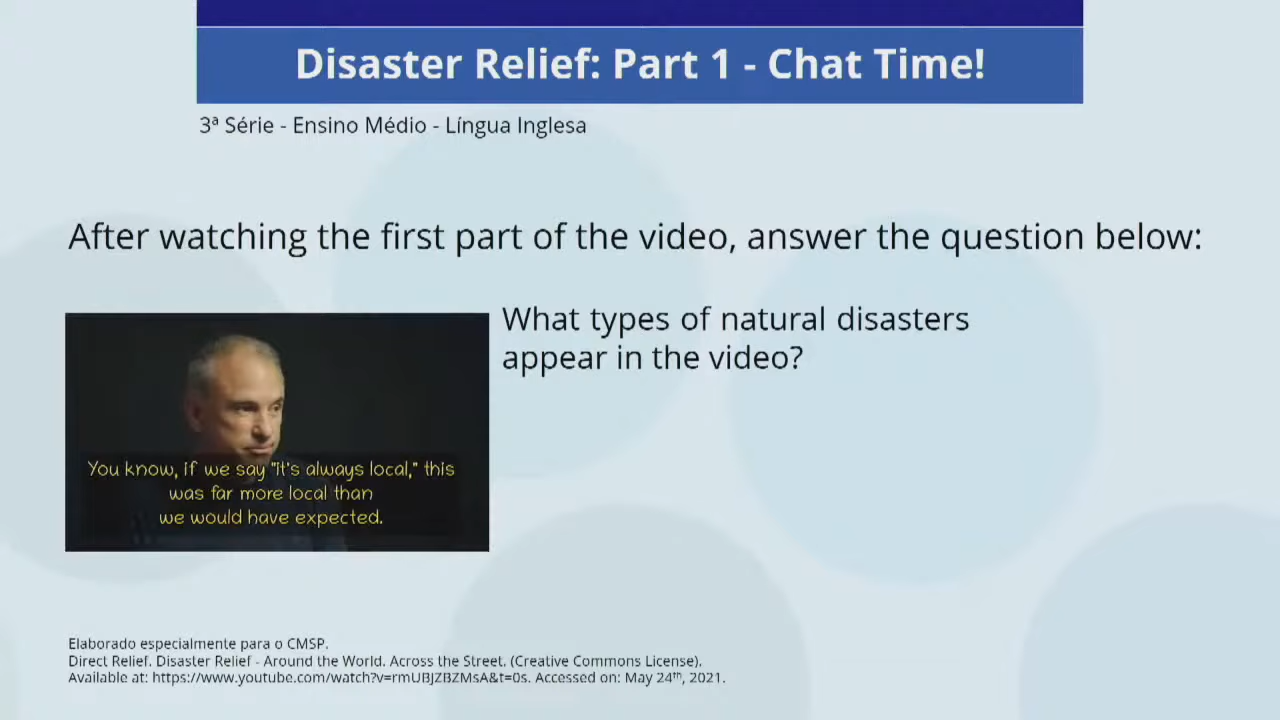 Disaster Relief: Part 1 - Chat Time!
3ª Série - Ensino Médio - Língua Inglesa
After watching the first part of the video, answer the question below:
What types of natural disasters
appear in the video?
You know, if we say "it's always local," this
was far more local than
we would have expected.
Elaborado especialmente para o CMSP.
Direct Relief. Disaster Relief - Around the World. Across the Street. (Creative Commons License).
Available at: https://www.youtube.com/watch?v=rmUBJZBZMsA&t=0s. Accessed on: May 24ᵗʰ, 2021.